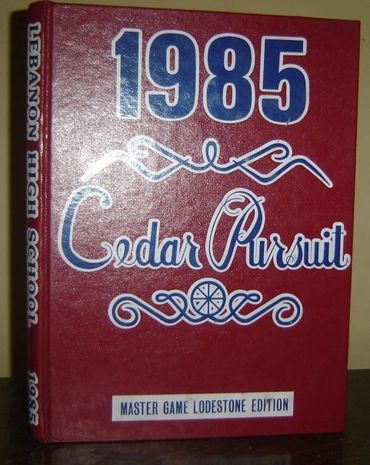 LEBANON HIGH SCHOOL 1985
1985
Cedar Pursuit
MASTER GAME LODESTONE EDITION